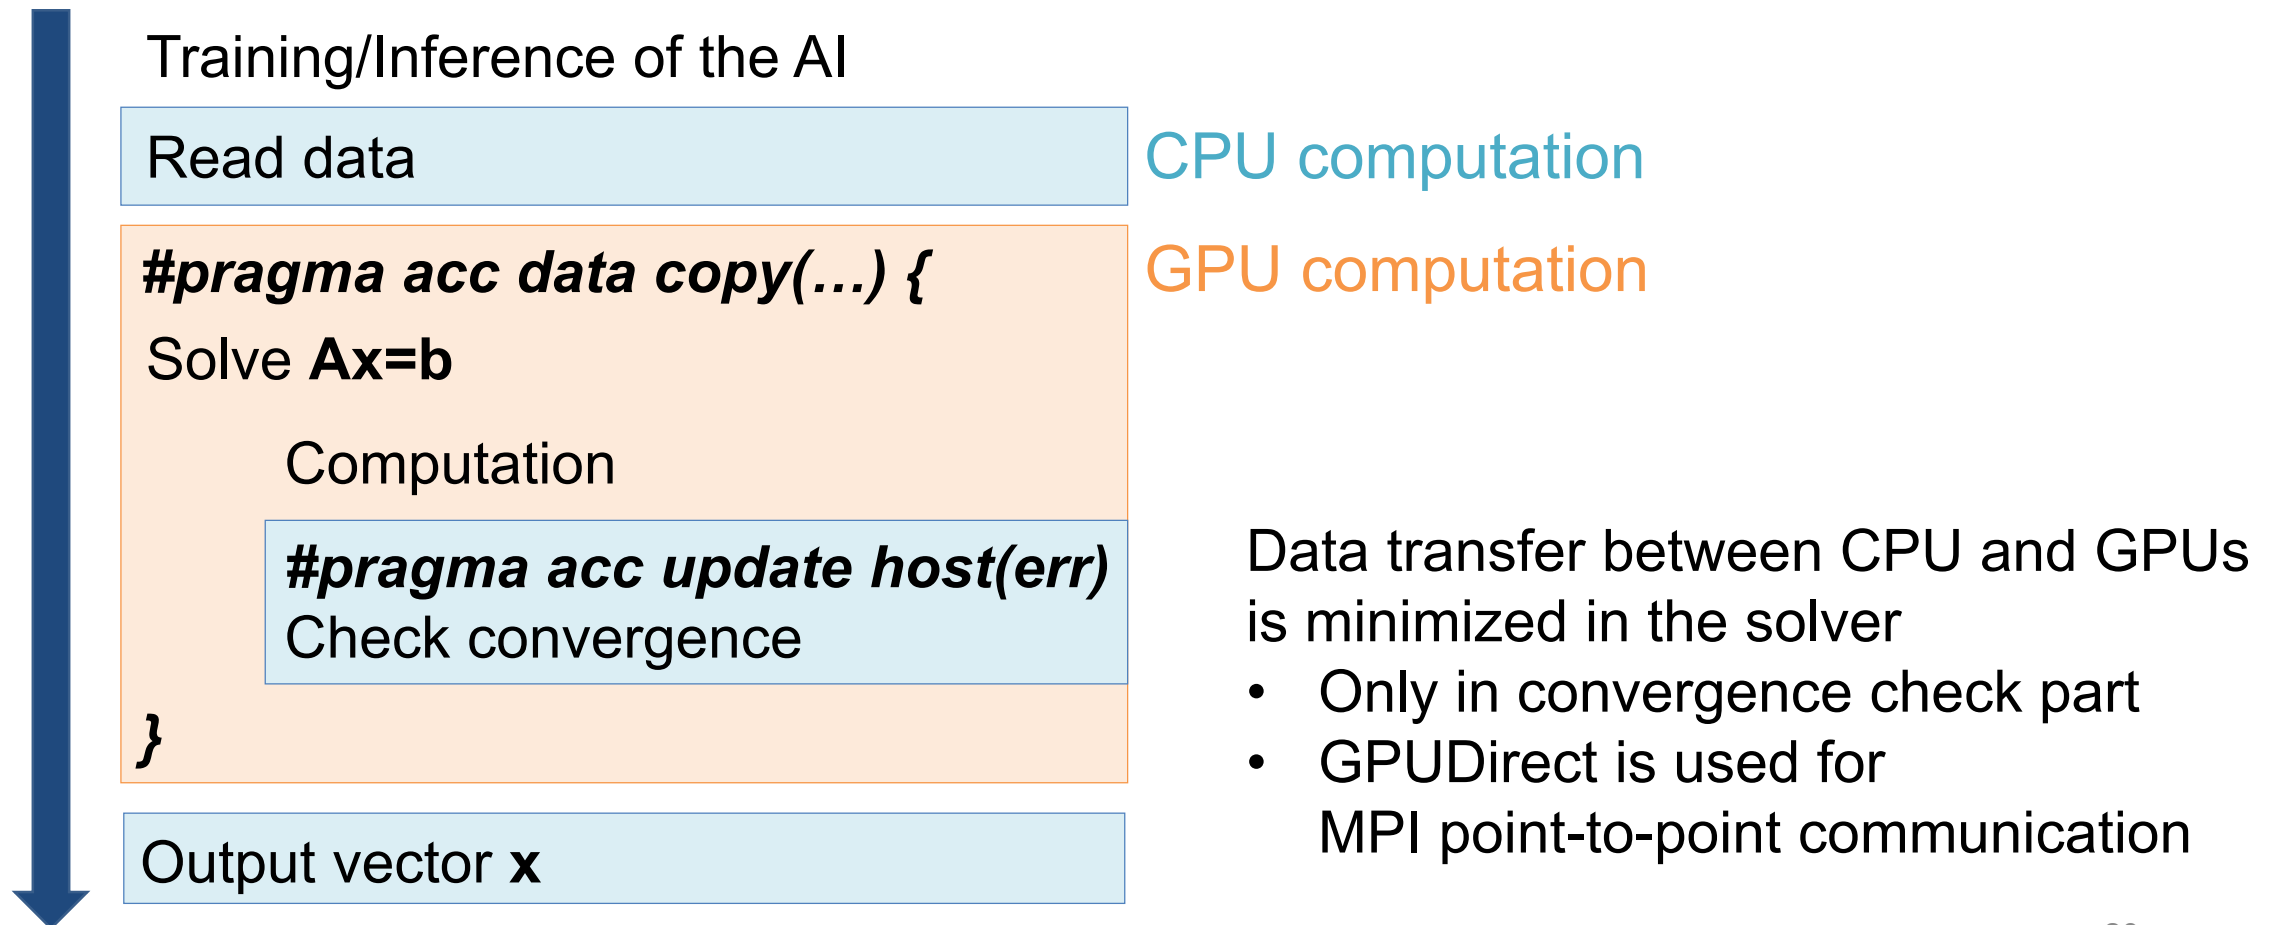 Training/Inference of the AI
Read data
CPU computation
#pragma acc data copy(…) {
GPU computation
Solve Ax=b
Computation
#pragma acc update host(err)
Check convergence
}
Output vector x
Data transfer between CPU and GPUs
is minimized in the solver
• Only in convergence check part
• GPUDirect is used for
MPI point-to-point communication